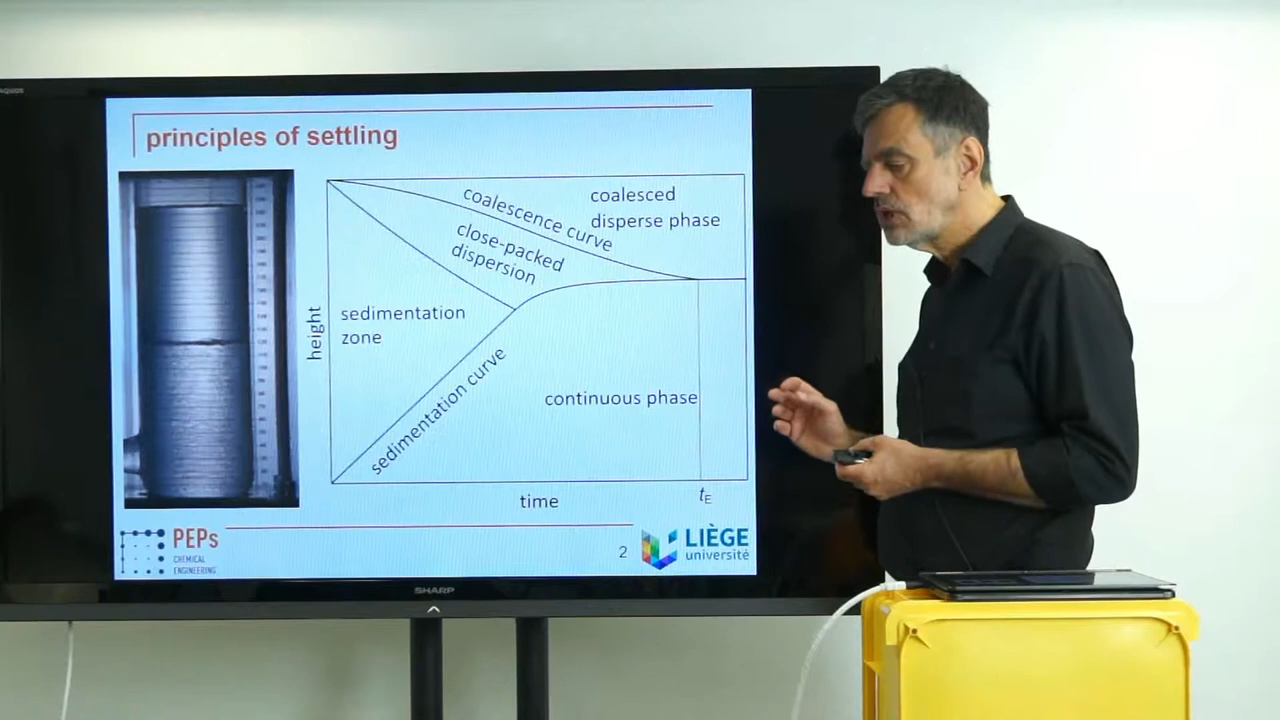 AQUOS
principles of settling
coalescence curve
coalesced
disperse phase
close-packed
dispersion
sedimentation
zone
height
sedimentation curve
continuous phase
time
tE
PEPs
CHEMICAL
ENGINEERING
2
LIÈGE
université
SHARP